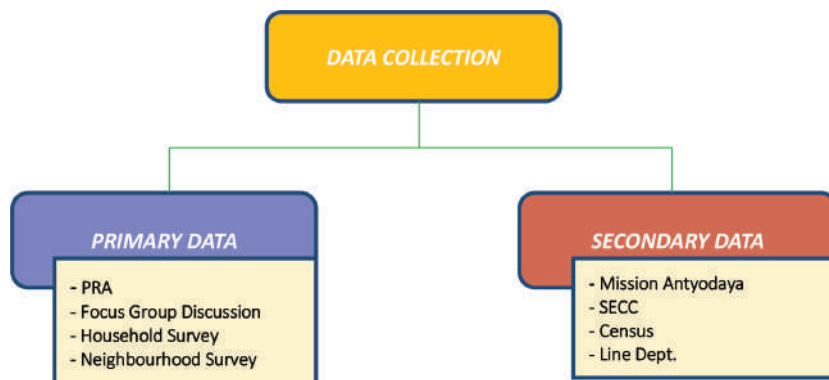 DATA COLLECTION
PRIMARY DATA
- PRA
- Focus Group Discussion
- Household Survey
- Neighbourhood Survey
SECONDARY DATA
- Mission Antyodaya
- SECC
- Census
- Line Dept.